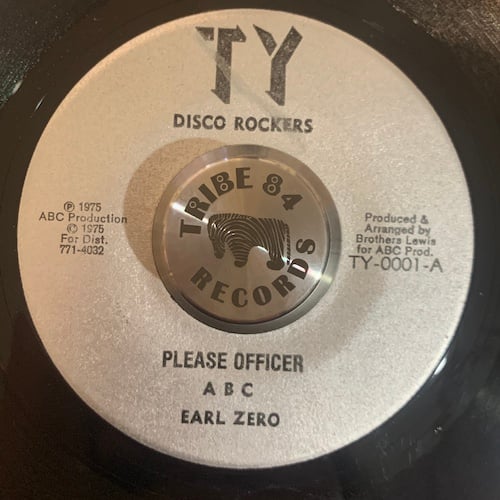 TY
DISCO ROCKERS
TRIBE 84
RECORDS
℗ 1975
ABC Production
© 1975
For Dist.
771-4032
Produced &
Arranged by
Brothers Lewis
for ABC Prod.
TY-0001-A
PLEASE OFFICER
A B C
EARL ZERO